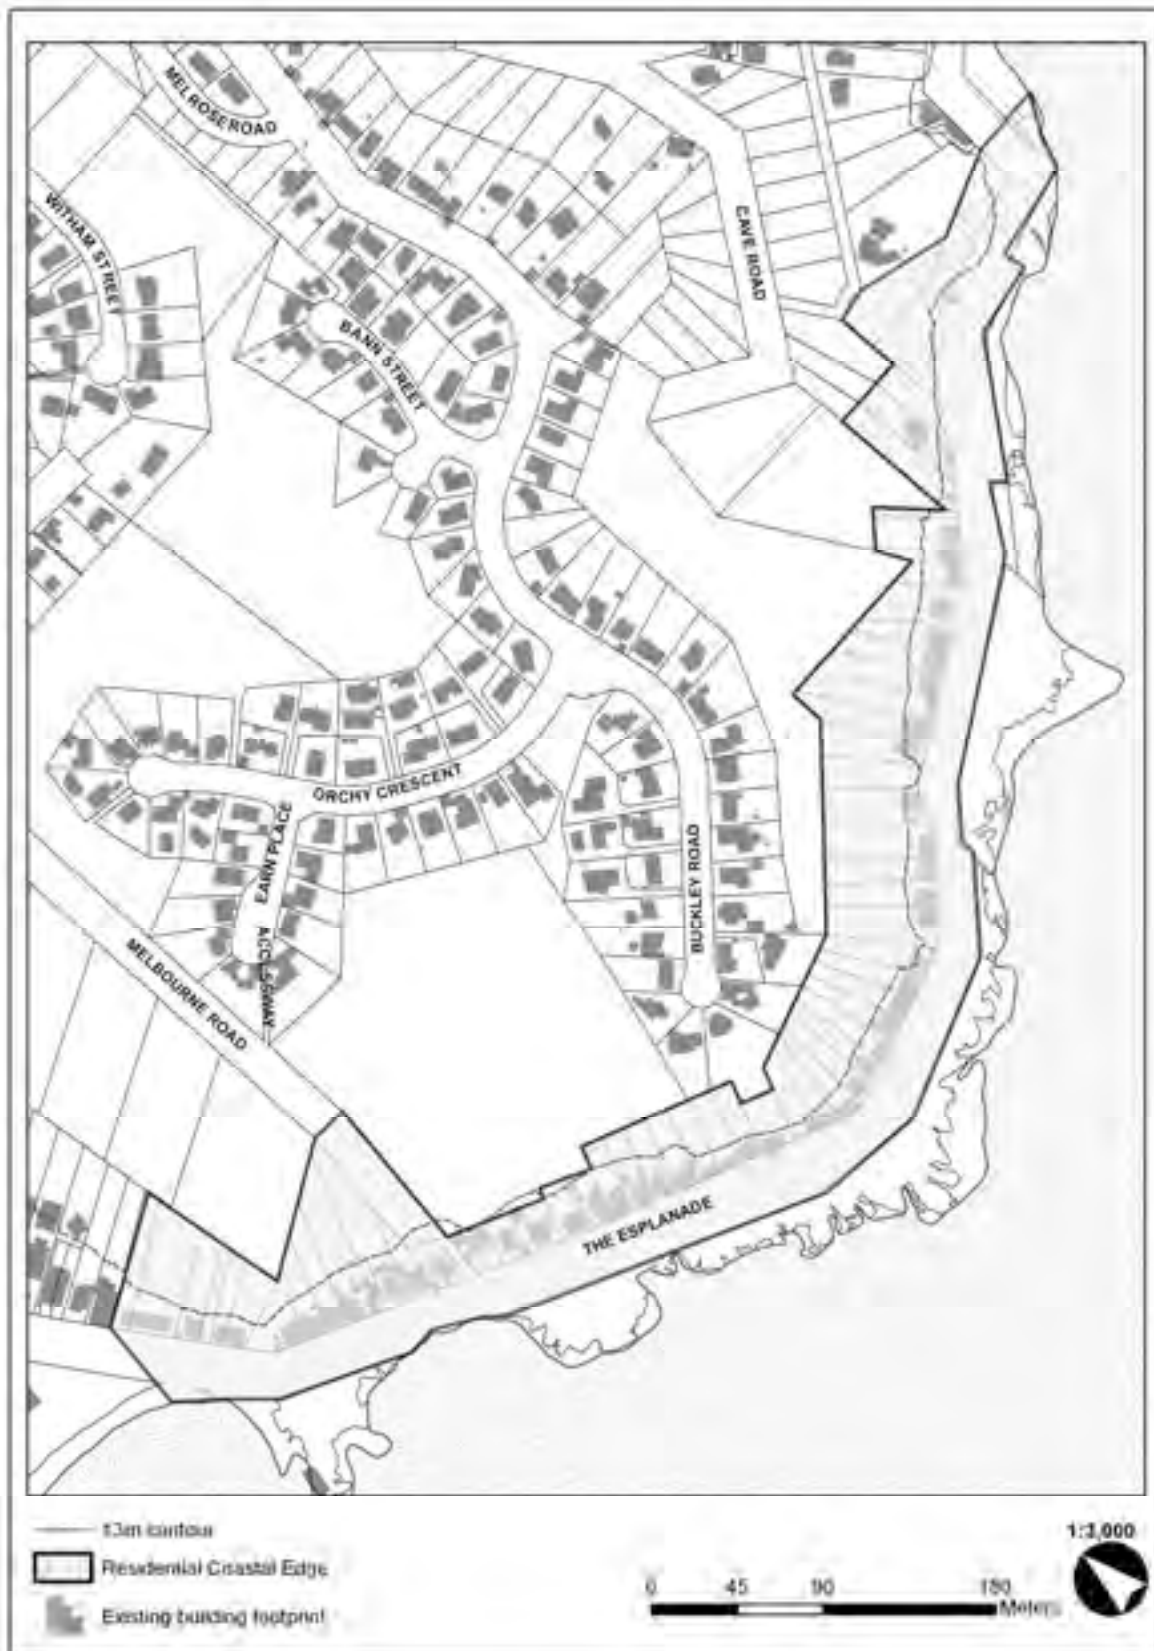 MELROSE ROAD
WITHAM STREET
CAVE ROAD
BANN STREET
ORCHY CRESCENT
EARN PLACE
BUCKLEY ROAD
ACCESSWAY
MELBOURNE ROAD
THE ESPLANADE
13m contour
Residential Coastal Edge
Existing building footprint
1:3,000
0 45 90 180
Meters